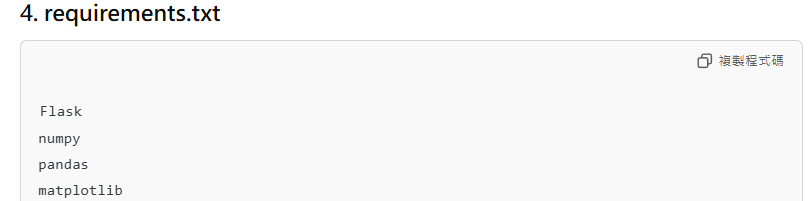 4. requirements.txt
複製程式碼
Flask
numpy
pandas
matplotlib